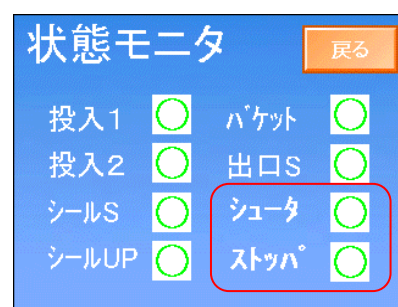 状態モニタ 戻る
投入1 バケット
投入2 出口S
シールS シュータ
シールUP ストッパ